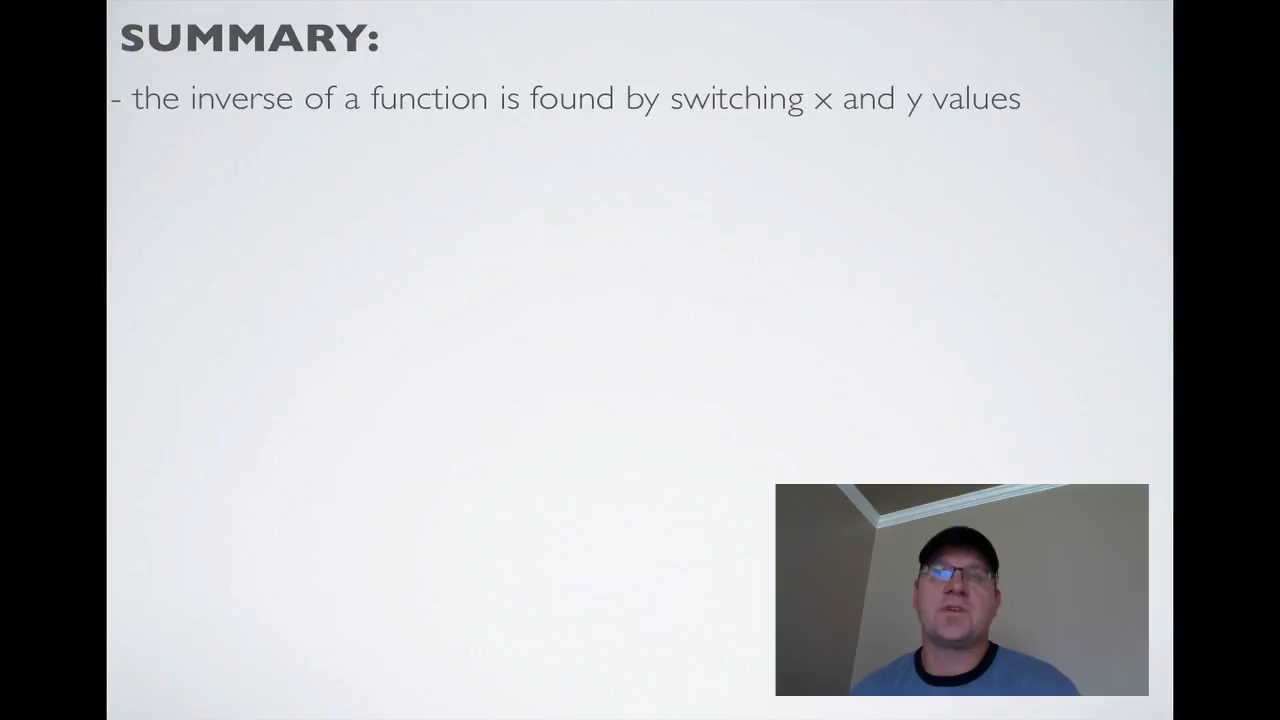 SUMMARY:
- the inverse of a function is found by switching x and y values